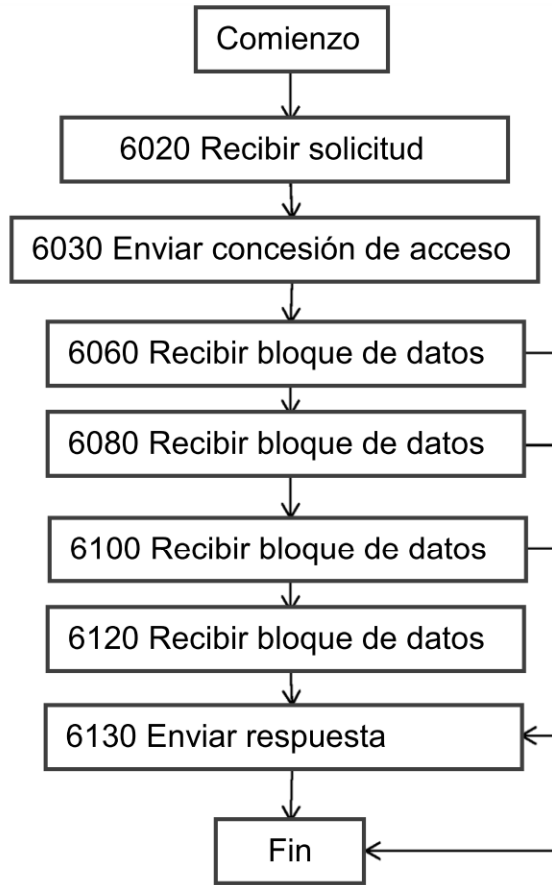 Comienzo
6020 Recibir solicitud
6030 Enviar concesión de acceso
6060 Recibir bloque de datos
6080 Recibir bloque de datos
6100 Recibir bloque de datos
6120 Recibir bloque de datos
6130 Enviar respuesta
Fin